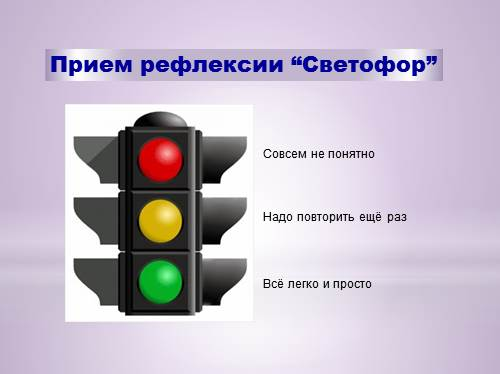 Прием рефлексии “Светофор”
Совсем не понятно
Надо повторить ещё раз
Всё легко и просто